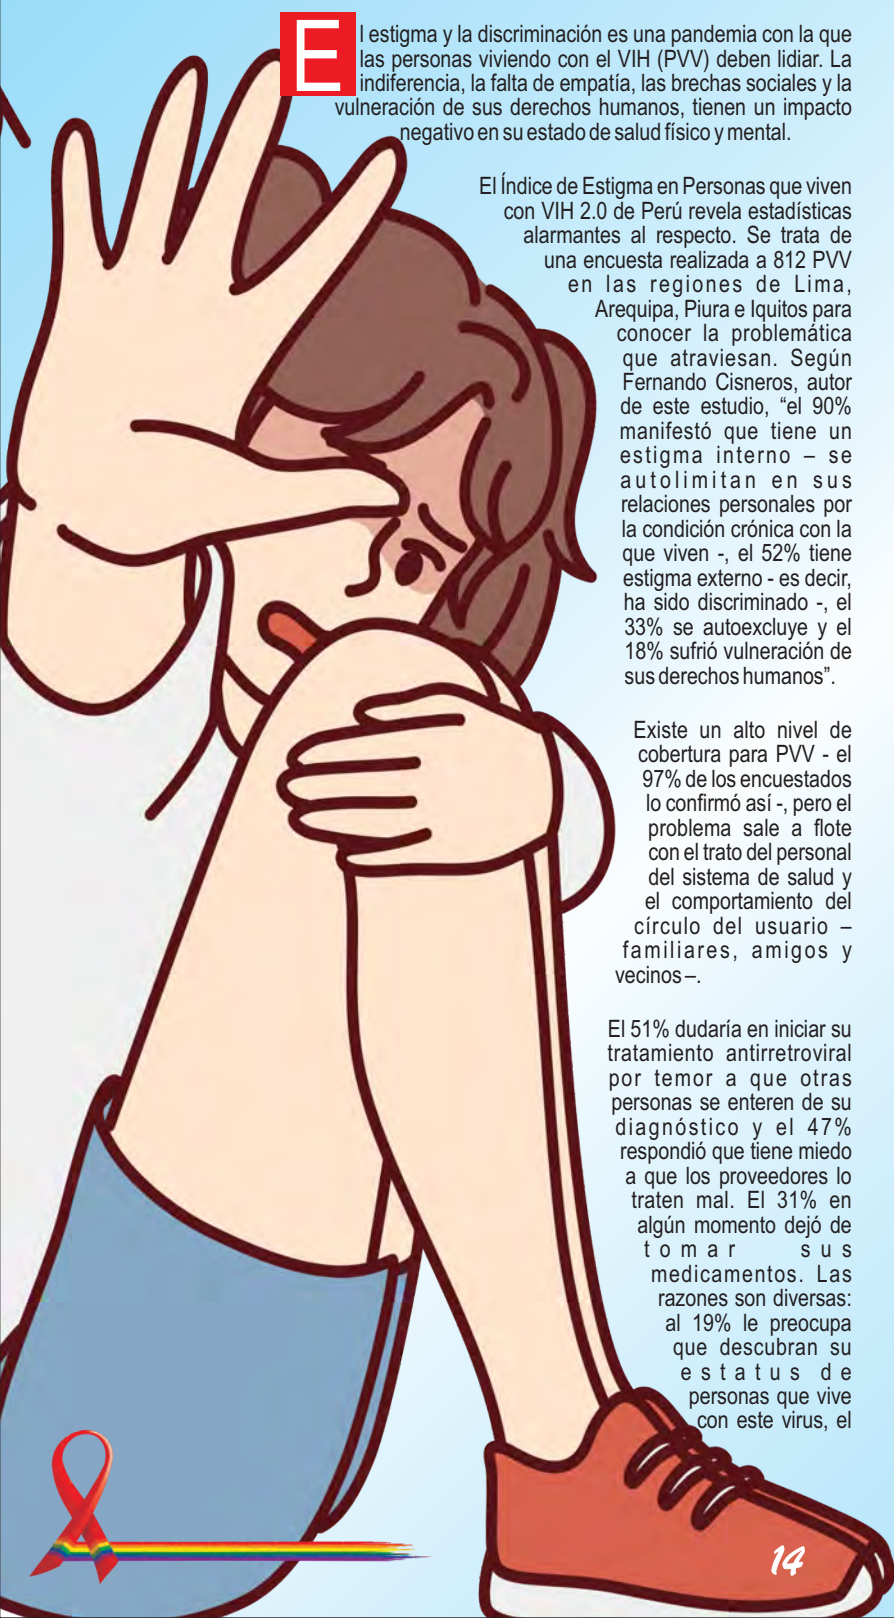 El estigma y la discriminación es una pandemia con la que
las personas viviendo con el VIH (PVV) deben lidiar. La
indiferencia, la falta de empatía, las brechas sociales y la
vulneración de sus derechos humanos, tienen un impacto
negativo en su estado de salud físico y mental.
El Índice de Estigma en Personas que viven
con VIH 2.0 de Perú revela estadísticas
alarmantes al respecto. Se trata de
una encuesta realizada a 812 PVV
en las regiones de Lima,
Arequipa, Piura e Iquitos para
conocer la problemática
que atraviesan. Según
Fernando Cisneros, autor
de este estudio, “el 90%
manifestó que tiene un
estigma interno – se
autolimitan en sus
relaciones personales por
la condición crónica con la
que viven -, el 52% tiene
estigma externo - es decir,
ha sido discriminado -, el
33% se autoexcluye y el
18% sufrió vulneración de
sus derechos humanos”.
Existe un alto nivel de
cobertura para PVV - el
97% de los encuestados
lo confirmó así -, pero el
problema sale a flote
con el trato del personal
del sistema de salud y
el comportamiento del
círculo del usuario –
familiares, amigos y
vecinos –.
El 51% dudaría en iniciar su
tratamiento antirretroviral
por temor a que otras
personas se enteren de su
diagnóstico y el 47%
respondió que tiene miedo
a que los proveedores lo
traten mal. El 31% en
algún momento dejó de
tomar sus
medicamentos. Las
razones son diversas:
al 19% le preocupa
que descubran su
estatus de
personas que vive
con este virus, el
14